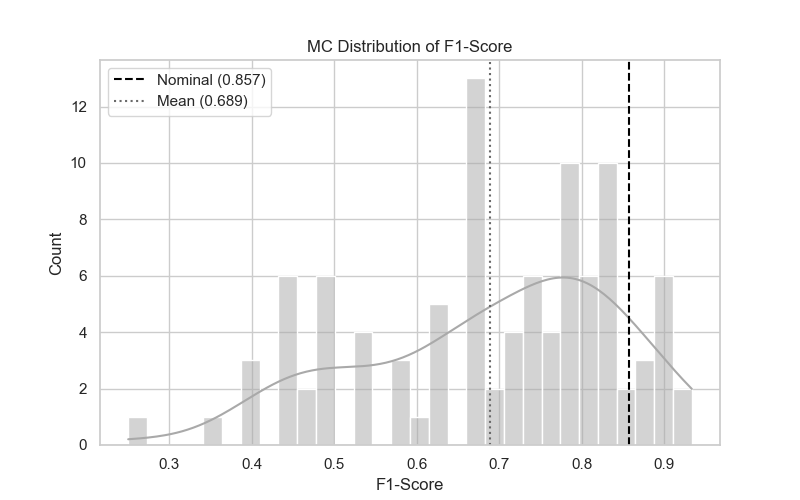 MC Distribution of F1-Score
Nominal (0.857)
Mean (0.689)
Count
12
10
8
6
4
2
0
0.3 0.4 0.5 0.6 0.7 0.8 0.9
F1-Score